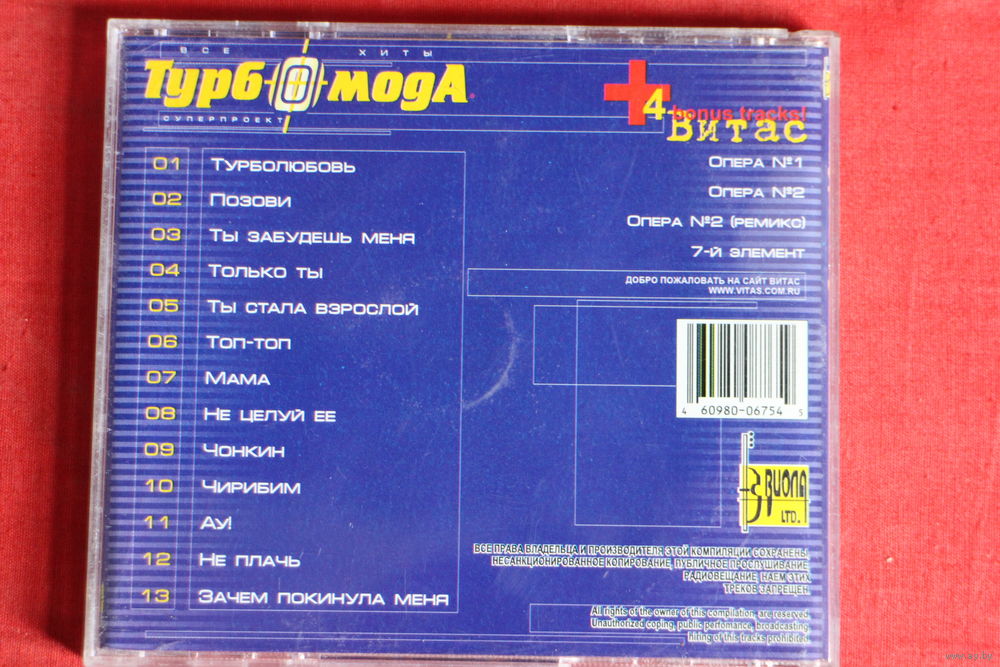 ВСЕ ХИТЫ
Турбомода
СУПЕРПРОЕКТ
4 bonus tracks!
Витас
01 Турболюбовь
02 Позови
03 Ты забудешь меня
04 Только ты
05 Ты стала взрослой
06 Топ-топ
07 Мама
08 Не целуй ее
09 Чонкин
10 Чирибим
11 Ау!
12 Не плачь
13 Зачем покинула меня
Опера №1
Опера №2
Опера №2 (ремикс)
7-й элемент
ДОБРО ПОЖАЛОВАТЬ НА САЙТ ВИТАС
WWW.VITAS.COM.RU
4 60980 06754 5
ВИОЛА
LTD.
ВСЕ ПРАВА ВЛАДЕЛЬЦА И ПРОИЗВОДИТЕЛЯ ЭТОЙ КОМПИЛЯЦИИ СОХРАНЕНЫ.
НЕСАНКЦИОНИРОВАННОЕ КОПИРОВАНИЕ, ПУБЛИЧНОЕ ПРОСЛУШИВАНИЕ,
РАДИОВЕЩАНИЕ, НАЕМ ЭТИХ
ТРЕКОВ ЗАПРЕЩЕН
All rights of the owner of this compilation, are reserved.
Unauthorized coping, public perfomance, broadcasting
hiring of this tracks prohibited